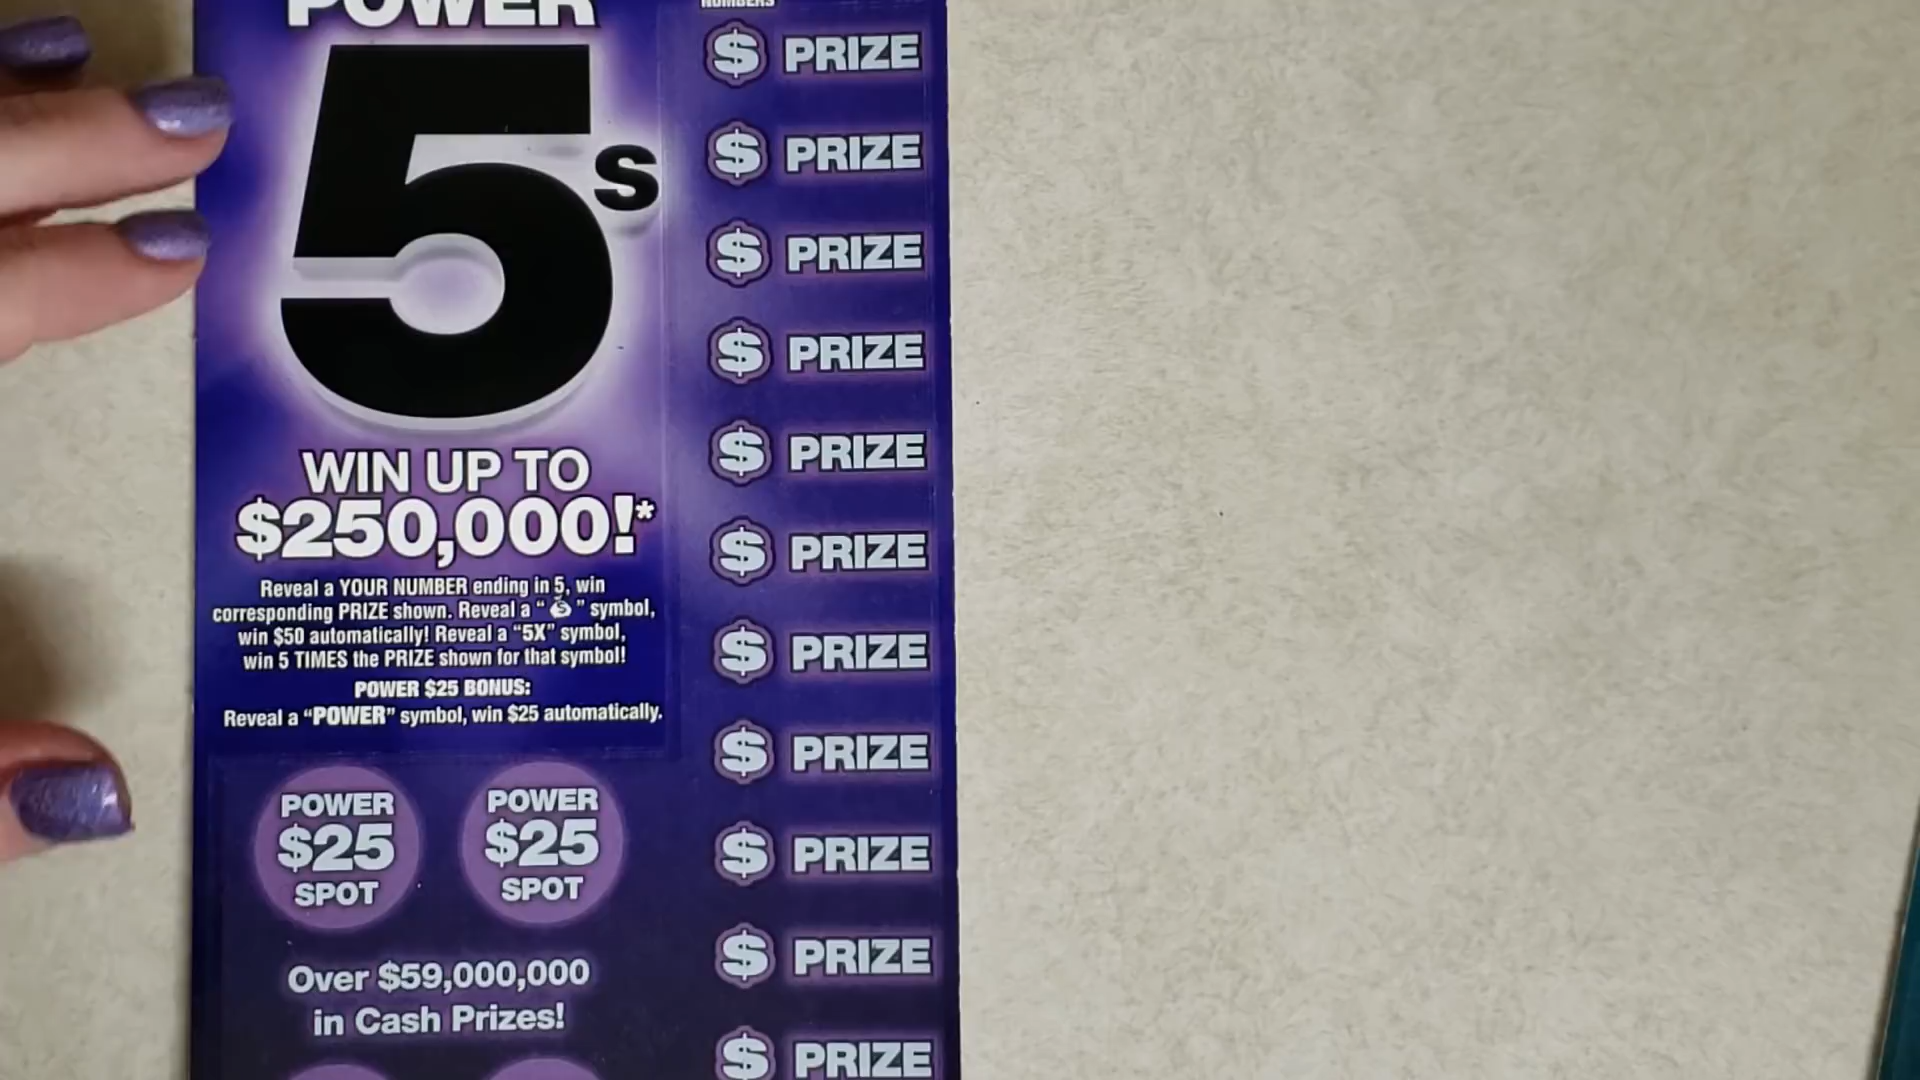 POWER
5s
WIN UP TO
$250,000!*
Reveal a YOUR NUMBER ending in 5, win
corresponding PRIZE shown. Reveal a “ $ ” symbol,
win $50 automatically! Reveal a “5X” symbol,
win 5 TIMES the PRIZE shown for that symbol!
POWER $25 BONUS:
Reveal a “POWER” symbol, win $25 automatically.
POWER
$25
SPOT
POWER
$25
SPOT
Over $59,000,000
in Cash Prizes!
NUMBERS
$ PRIZE
$ PRIZE
$ PRIZE
$ PRIZE
$ PRIZE
$ PRIZE
$ PRIZE
$ PRIZE
$ PRIZE
$ PRIZE
$ PRIZE